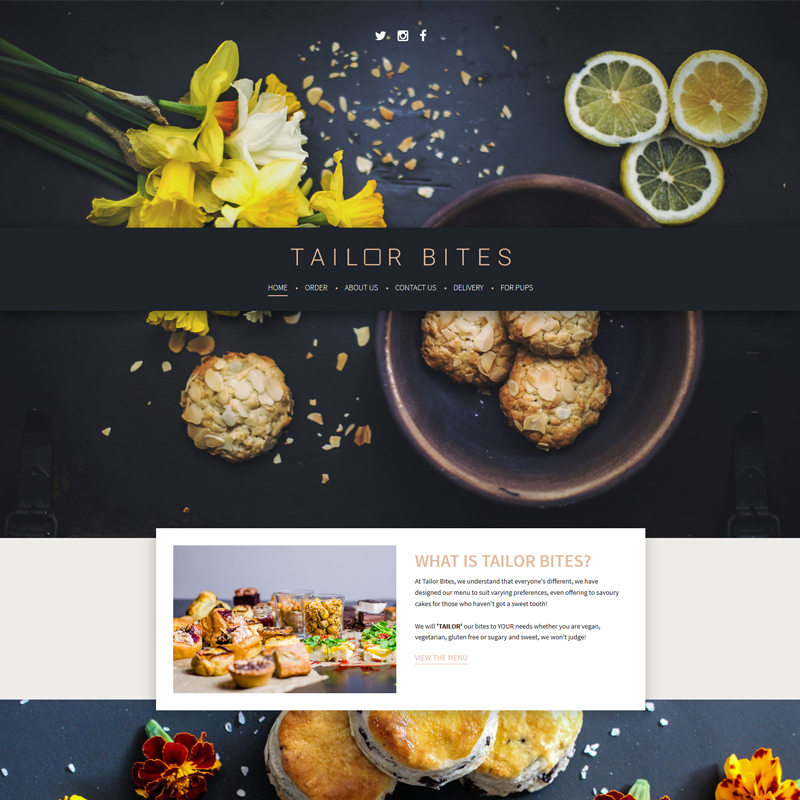 TAILOR BITES
HOME • ORDER • ABOUT US • CONTACT US • DELIVERY • FOR PUPS
WHAT IS TAILOR BITES?
At Tailor Bites, we understand that everyone's different, we have
designed our menu to suit varying preferences, even offering to savoury
cakes for those who haven't got a sweet tooth!
We will 'TAILOR' our bites to YOUR needs whether you are vegan,
vegetarian, gluten free or sugary and sweet, we won't judge!
VIEW THE MENU